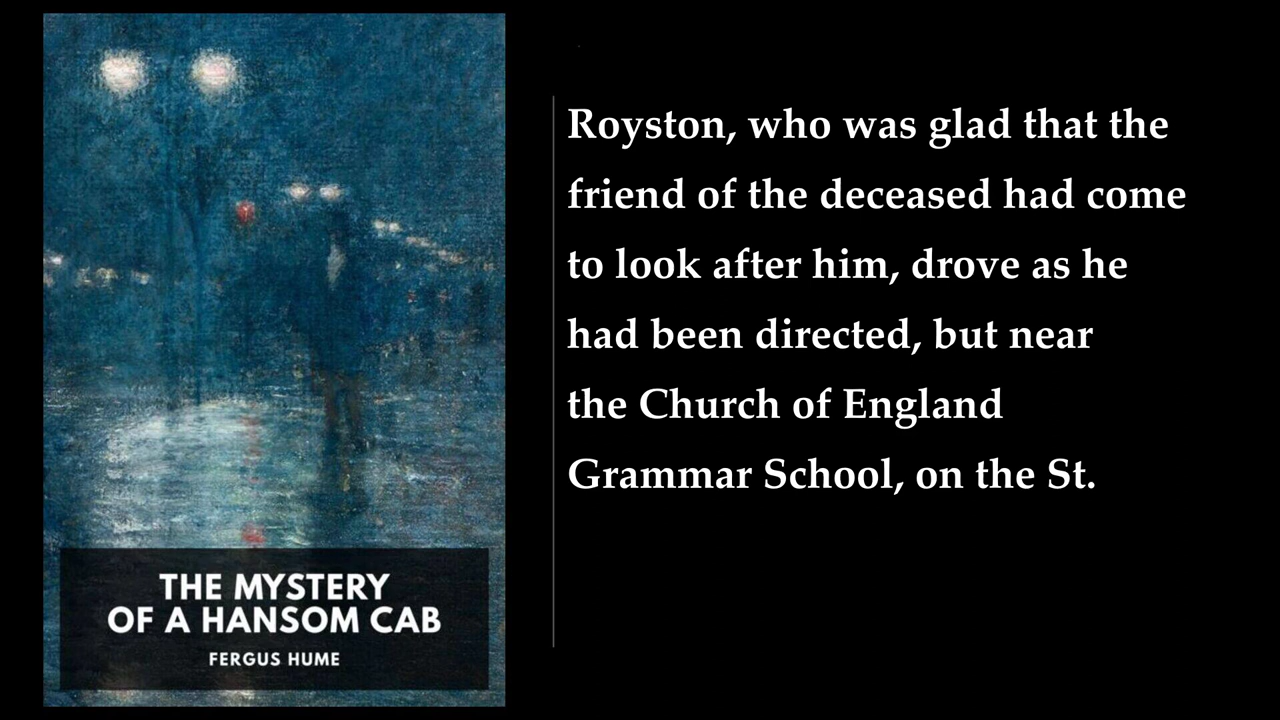 Royston, who was glad that the
friend of the deceased had come
to look after him, drove as he
had been directed, but near
the Church of England
Grammar School, on the St.
THE MYSTERY
OF A HANSOM CAB
FERGUS HUME